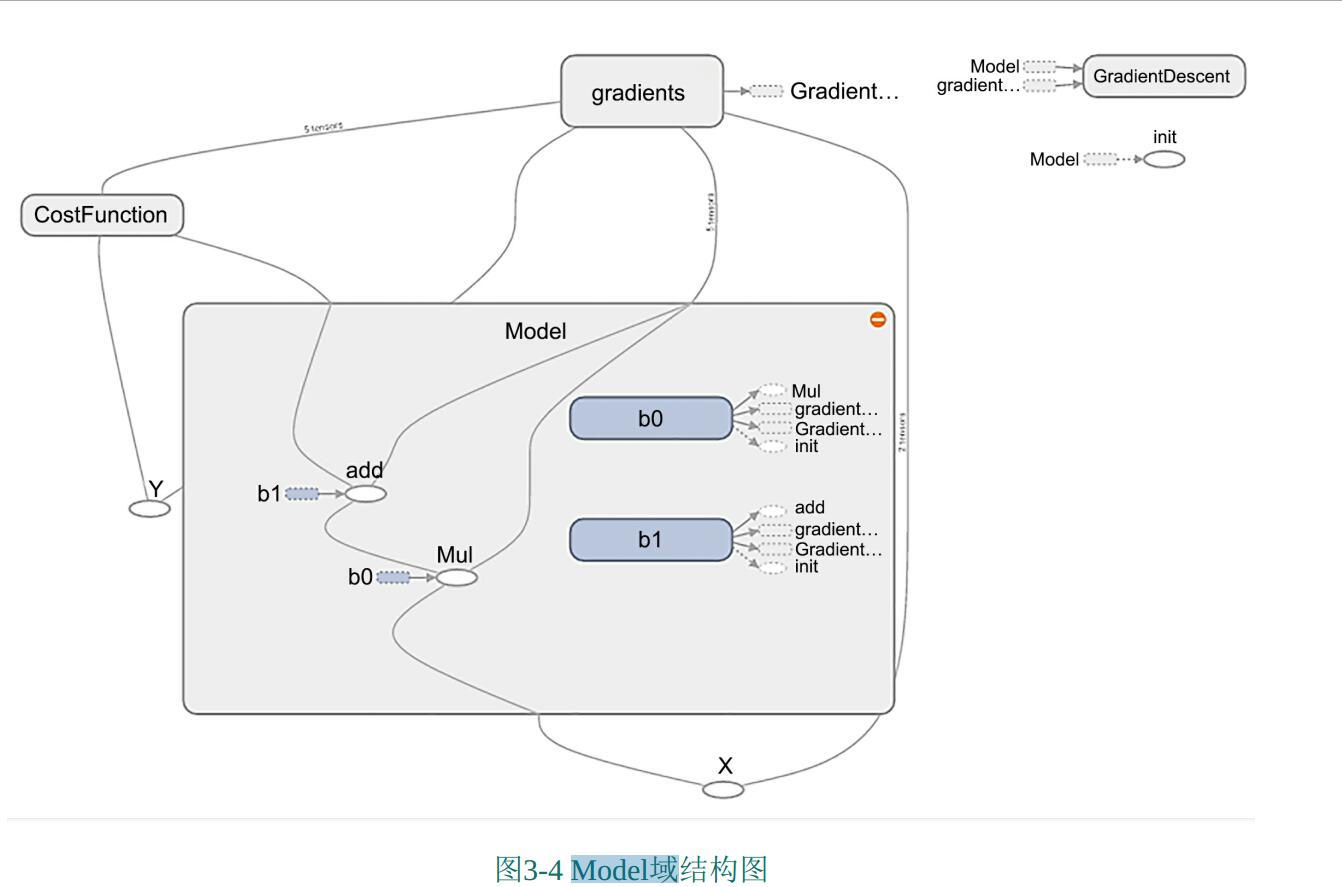 gradients
Gradient…
Model
gradient…
GradientDescent
init
Model
5 tensors
CostFunction
5 tensors
Model
b0
Mul
gradient…
Gradient…
init
2 tensors
add
b1
Y
b1
add
gradient…
Gradient…
init
Mul
b0
X
图3-4 Model域结构图